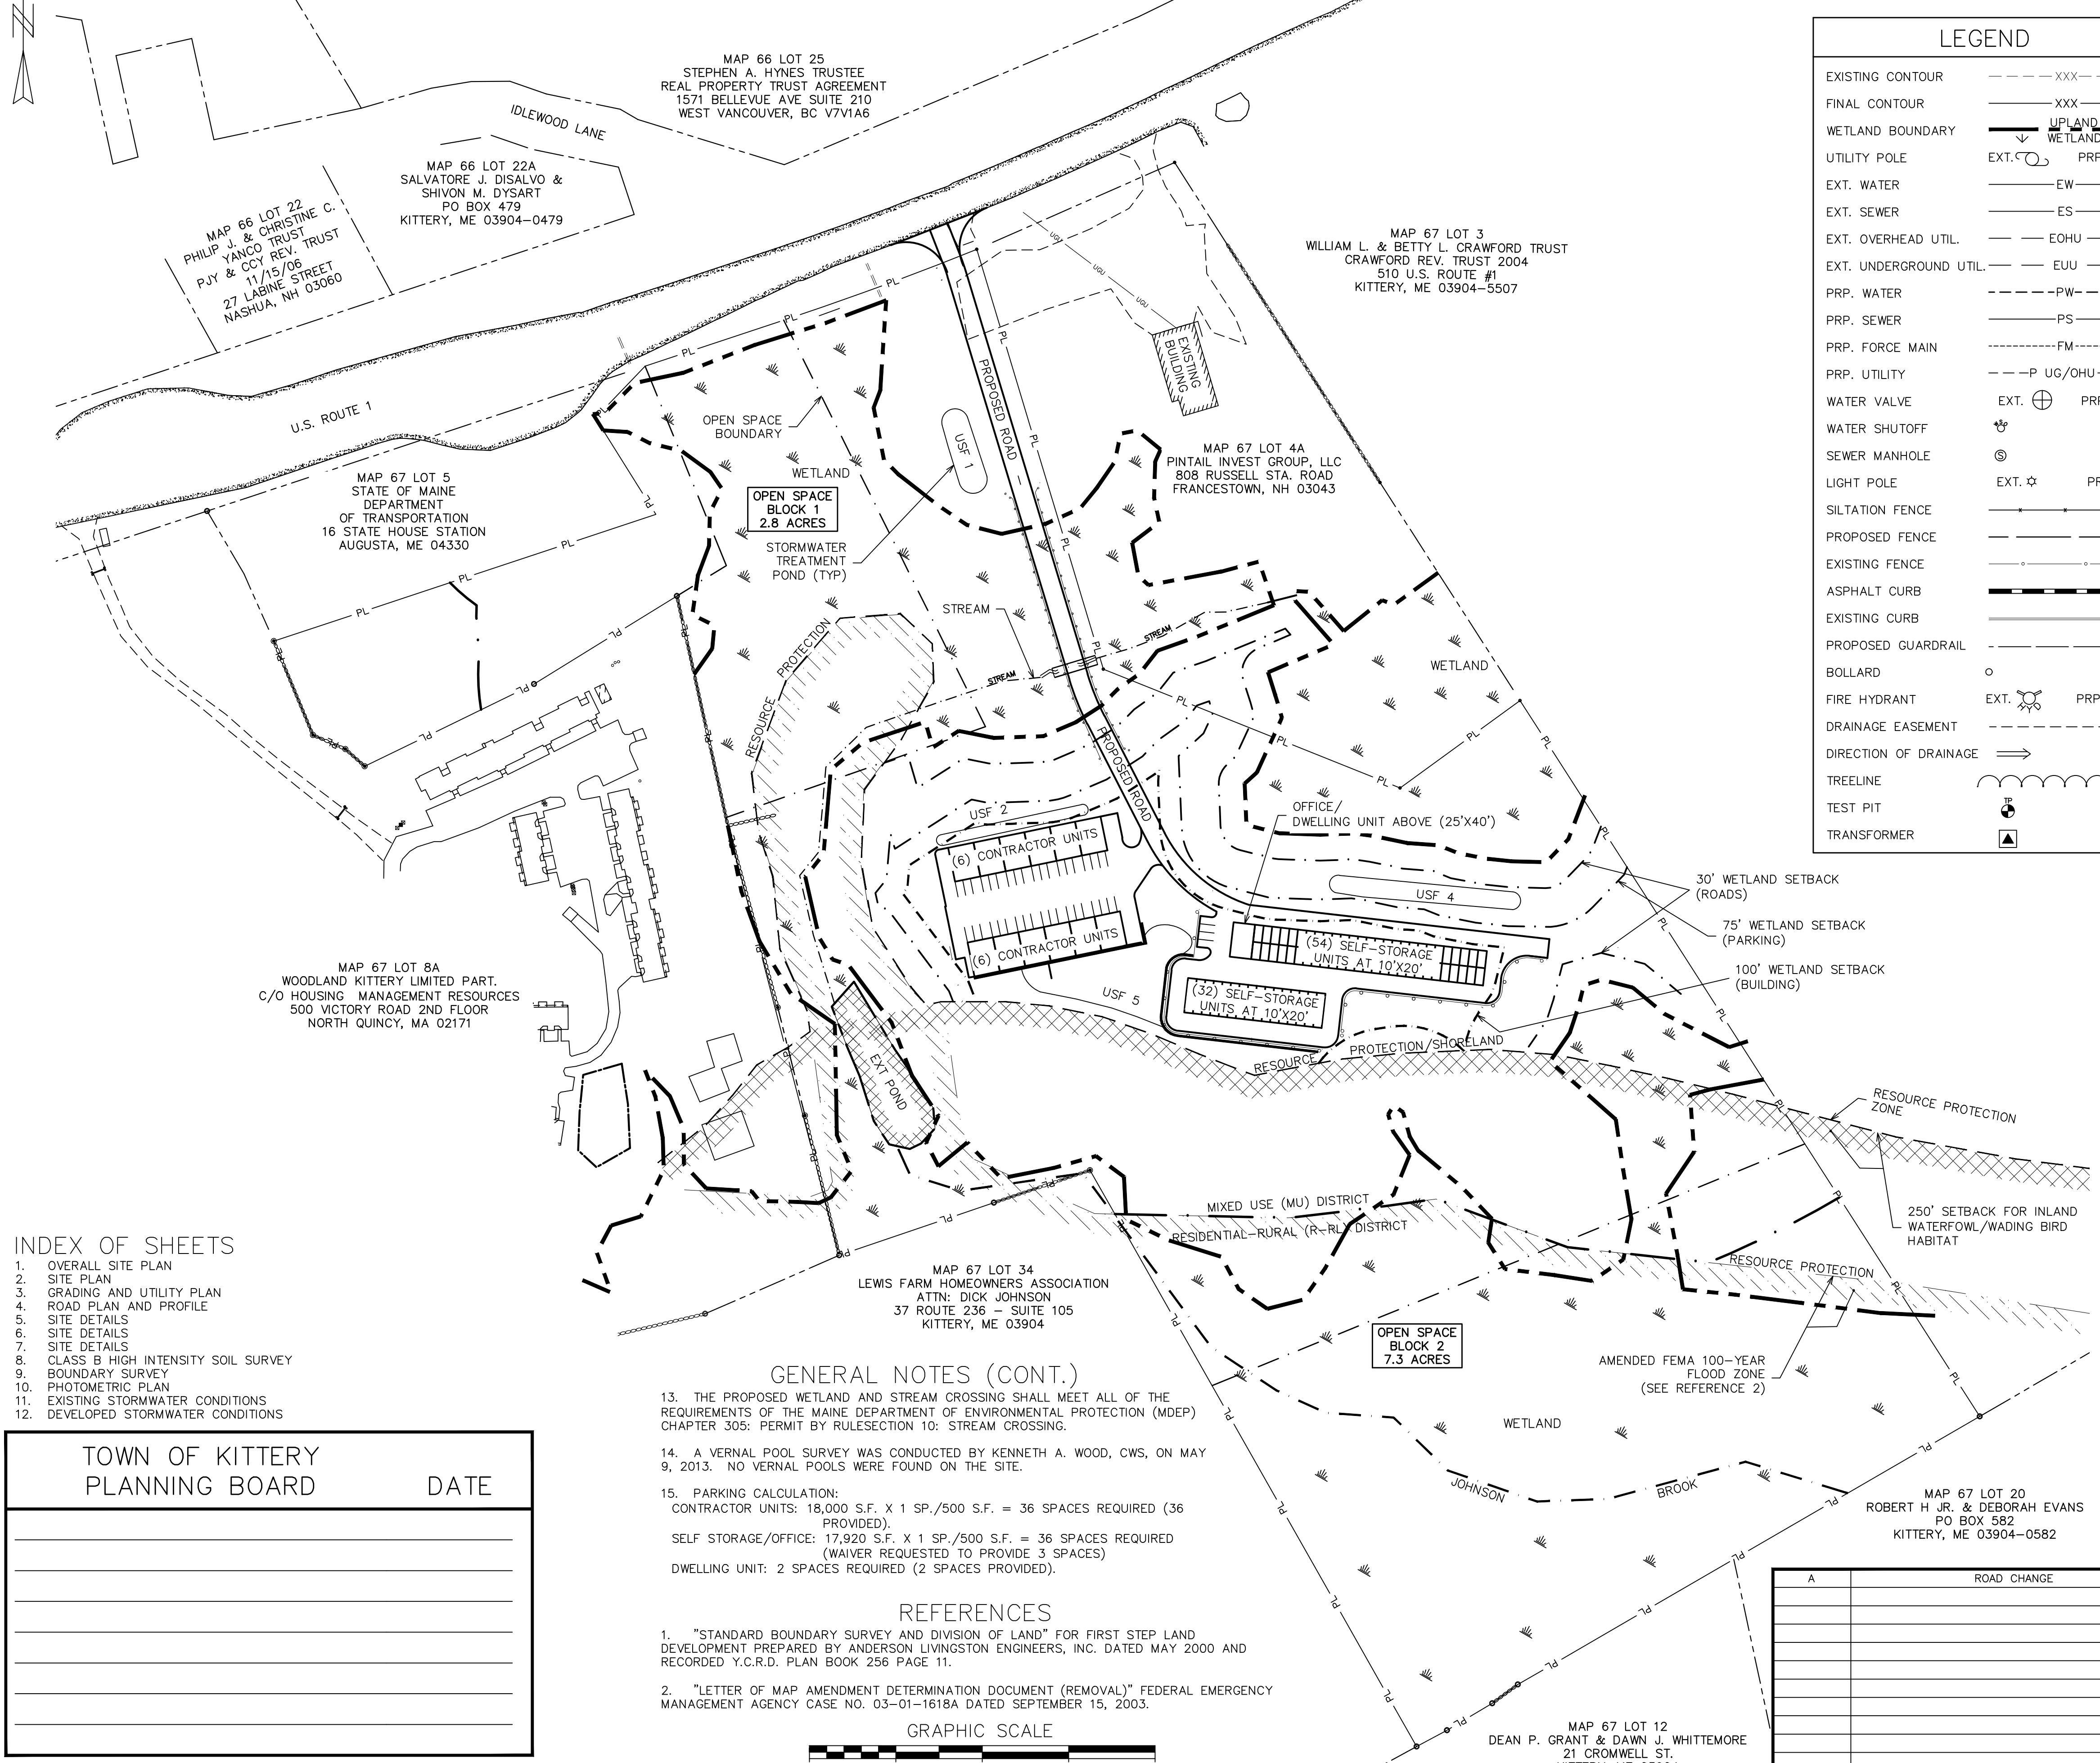 N
MAP 66 LOT 25
STEPHEN A. HYNES TRUSTEE
REAL PROPERTY TRUST AGREEMENT
1571 BELLEVUE AVE SUITE 210
WEST VANCOUVER, BC V7V1A6
IDLEWOOD LANE
MAP 66 LOT 22A
SALVATORE J. DISALVO &
SHIVON M. DYSART
PO BOX 479
KITTERY, ME 03904-0479
MAP 66 LOT 22
PHILIP J. & CHRISTINE C.
YANCO TRUST
PJY & CCY REV. TRUST
11/15/06
27 LABINE STREET
NASHUA, NH 03060
MAP 67 LOT 3
WILLIAM L. & BETTY L. CRAWFORD TRUST
CRAWFORD REV. TRUST 2004
510 U.S. ROUTE #1
KITTERY, ME 03904-5507
UGU
UGU
UGU
EXISTING
BUILDING
U.S. ROUTE 1
PL
PL
PL
PL
PROPOSED ROAD
OPEN SPACE
BOUNDARY
USF 1
WETLAND
OPEN SPACE
BLOCK 1
2.8 ACRES
STORMWATER
TREATMENT
POND (TYP)
MAP 67 LOT 4A
PINTAIL INVEST GROUP, LLC
808 RUSSELL STA. ROAD
FRANCESTOWN, NH 03043
MAP 67 LOT 5
STATE OF MAINE
DEPARTMENT
OF TRANSPORTATION
16 STATE HOUSE STATION
AUGUSTA, ME 04330
STREAM
STREAM
STREAM
RESOURCE PROTECTION
WETLAND
PROPOSED ROAD
OFFICE/
DWELLING UNIT ABOVE (25'X40')
USF 2
(6) CONTRACTOR UNITS
(6) CONTRACTOR UNITS
USF 4
(54) SELF-STORAGE
UNITS AT 10'X20'
(32) SELF-STORAGE
UNITS AT 10'X20'
USF 5
30' WETLAND SETBACK
(ROADS)
75' WETLAND SETBACK
(PARKING)
100' WETLAND SETBACK
(BUILDING)
RESOURCE PROTECTION/SHORELAND
EXT POND
MAP 67 LOT 8A
WOODLAND KITTERY LIMITED PART.
C/O HOUSING MANAGEMENT RESOURCES
500 VICTORY ROAD 2ND FLOOR
NORTH QUINCY, MA 02171
RESOURCE PROTECTION
ZONE
250' SETBACK FOR INLAND
WATERFOWL/WADING BIRD
HABITAT
MIXED USE (MU) DISTRICT
RESIDENTIAL-RURAL (R-RL) DISTRICT
RESOURCE PROTECTION
MAP 67 LOT 34
LEWIS FARM HOMEOWNERS ASSOCIATION
ATTN: DICK JOHNSON
37 ROUTE 236 - SUITE 105
KITTERY, ME 03904
OPEN SPACE
BLOCK 2
7.3 ACRES
AMENDED FEMA 100-YEAR
FLOOD ZONE
(SEE REFERENCE 2)
WETLAND
JOHNSON BROOK
MAP 67 LOT 20
ROBERT H JR. & DEBORAH EVANS
PO BOX 582
KITTERY, ME 03904-0582
MAP 67 LOT 12
DEAN P. GRANT & DAWN J. WHITTEMORE
21 CROMWELL ST.
LEGEND
EXISTING CONTOUR XXX
FINAL CONTOUR XXX
WETLAND BOUNDARY UPLAND
WETLAND
UTILITY POLE EXT.
EXT. WATER EW
EXT. SEWER ES
EXT. OVERHEAD UTIL. EOHU
EXT. UNDERGROUND UTIL. EUU
PRP. WATER PW
PRP. SEWER PS
PRP. FORCE MAIN FM
PRP. UTILITY P UG/OHU
WATER VALVE EXT.
WATER SHUTOFF
SEWER MANHOLE S
LIGHT POLE EXT.
SILTATION FENCE
PROPOSED FENCE
EXISTING FENCE
ASPHALT CURB
EXISTING CURB
PROPOSED GUARDRAIL
BOLLARD
FIRE HYDRANT EXT. PRP
DRAINAGE EASEMENT
DIRECTION OF DRAINAGE
TREELINE
TEST PIT TP
TRANSFORMER
INDEX OF SHEETS
1. OVERALL SITE PLAN
2. SITE PLAN
3. GRADING AND UTILITY PLAN
4. ROAD PLAN AND PROFILE
5. SITE DETAILS
6. SITE DETAILS
7. SITE DETAILS
8. CLASS B HIGH INTENSITY SOIL SURVEY
9. BOUNDARY SURVEY
10. PHOTOMETRIC PLAN
11. EXISTING STORMWATER CONDITIONS
12. DEVELOPED STORMWATER CONDITIONS
TOWN OF KITTERY
PLANNING BOARD DATE
GENERAL NOTES (CONT.)
13. THE PROPOSED WETLAND AND STREAM CROSSING SHALL MEET ALL OF THE
REQUIREMENTS OF THE MAINE DEPARTMENT OF ENVIRONMENTAL PROTECTION (MDEP)
CHAPTER 305: PERMIT BY RULESECTION 10: STREAM CROSSING.
14. A VERNAL POOL SURVEY WAS CONDUCTED BY KENNETH A. WOOD, CWS, ON MAY
9, 2013. NO VERNAL POOLS WERE FOUND ON THE SITE.
15. PARKING CALCULATION:
CONTRACTOR UNITS: 18,000 S.F. X 1 SP./500 S.F. = 36 SPACES REQUIRED (36
PROVIDED).
SELF STORAGE/OFFICE: 17,920 S.F. X 1 SP./500 S.F. = 36 SPACES REQUIRED
(WAIVER REQUESTED TO PROVIDE 3 SPACES)
DWELLING UNIT: 2 SPACES REQUIRED (2 SPACES PROVIDED).
REFERENCES
1. "STANDARD BOUNDARY SURVEY AND DIVISION OF LAND" FOR FIRST STEP LAND
DEVELOPMENT PREPARED BY ANDERSON LIVINGSTON ENGINEERS, INC. DATED MAY 2000 AND
RECORDED Y.C.R.D. PLAN BOOK 256 PAGE 11.
2. "LETTER OF MAP AMENDMENT DETERMINATION DOCUMENT (REMOVAL)" FEDERAL EMERGENCY
MANAGEMENT AGENCY CASE NO. 03-01-1618A DATED SEPTEMBER 15, 2003.
GRAPHIC SCALE
A ROAD CHANGE